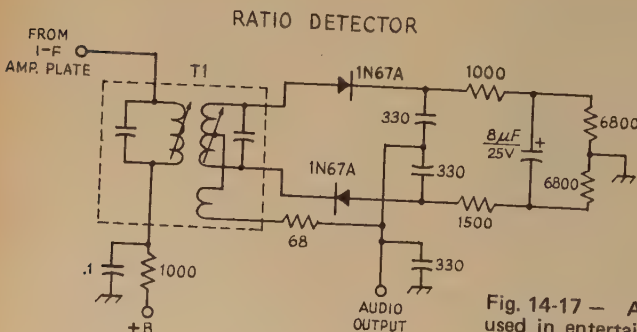 RATIO DETECTOR
FROM
I-F
AMP. PLATE
T1
1N67A
1000
330
6800
8µF
25V
+
1N67A
330
6800
1500
68
330
.1
1000
+B
AUDIO
OUTPUT
Fig. 14-17 — A
used in entertai